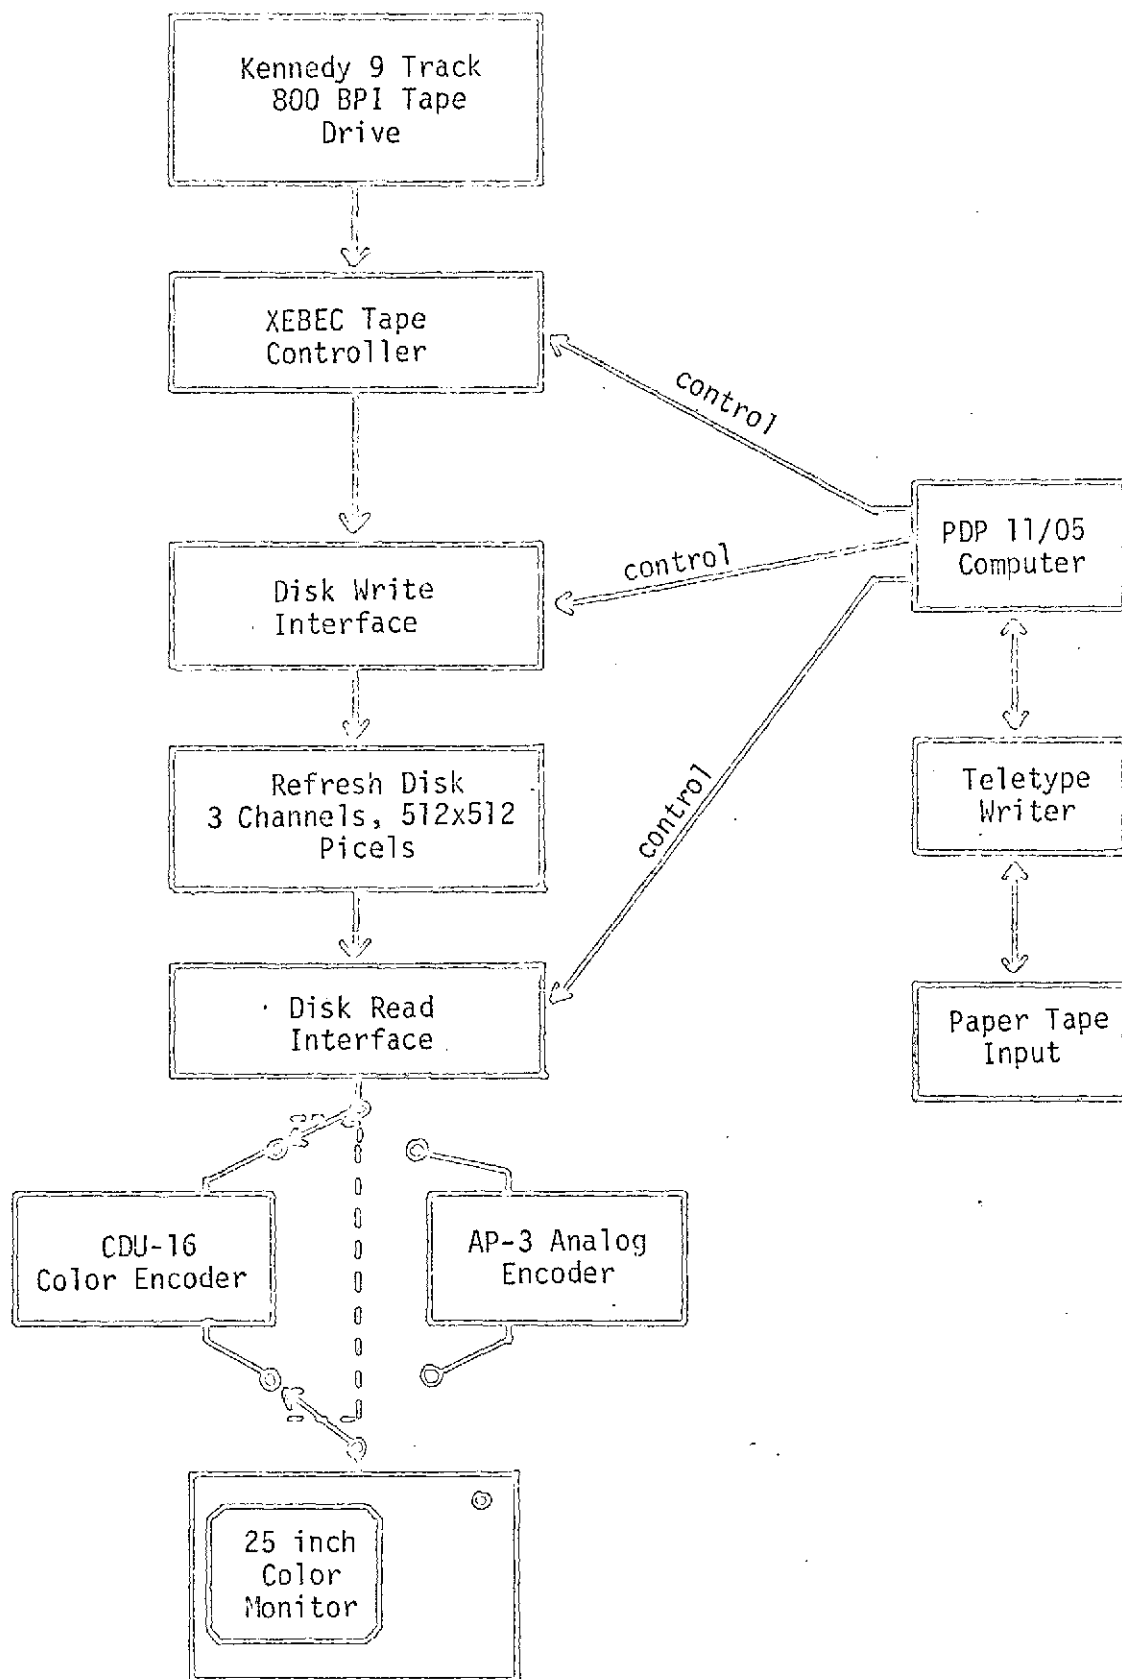 Kennedy 9 Track
800 BPI Tape
Drive
XEBEC Tape
Controller
control
PDP 11/05
Computer
control
Disk Write
Interface
Refresh Disk
3 Channels, 512x512
Picels
control
Teletype
Writer
Disk Read
Interface
Paper Tape
Input
CDU-16
Color Encoder
AP-3 Analog
Encoder
25 inch
Color
Monitor